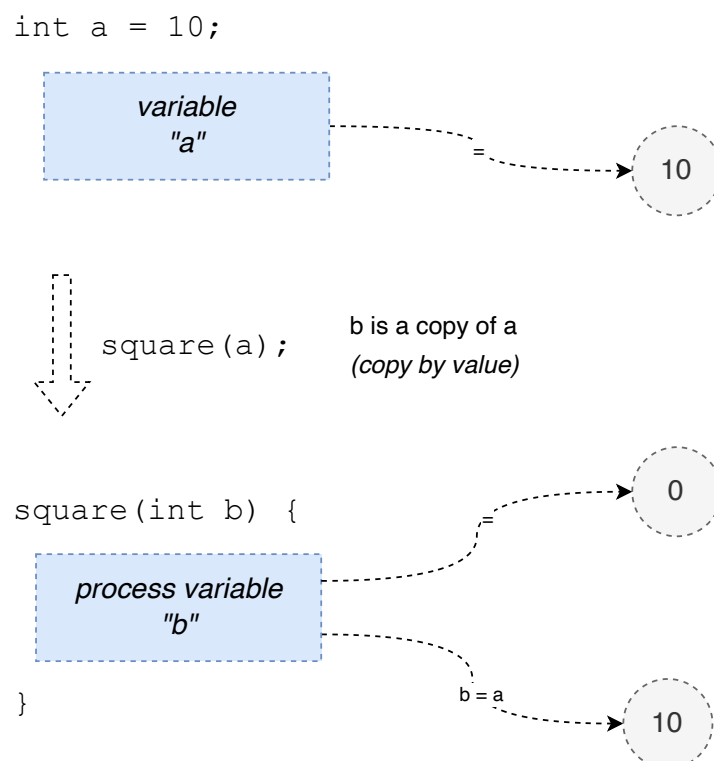 int a = 10;
variable
"a"
=
10
square(a);
b is a copy of a
(copy by value)
0
square(int b) {
=
process variable
"b"
b = a
}
10